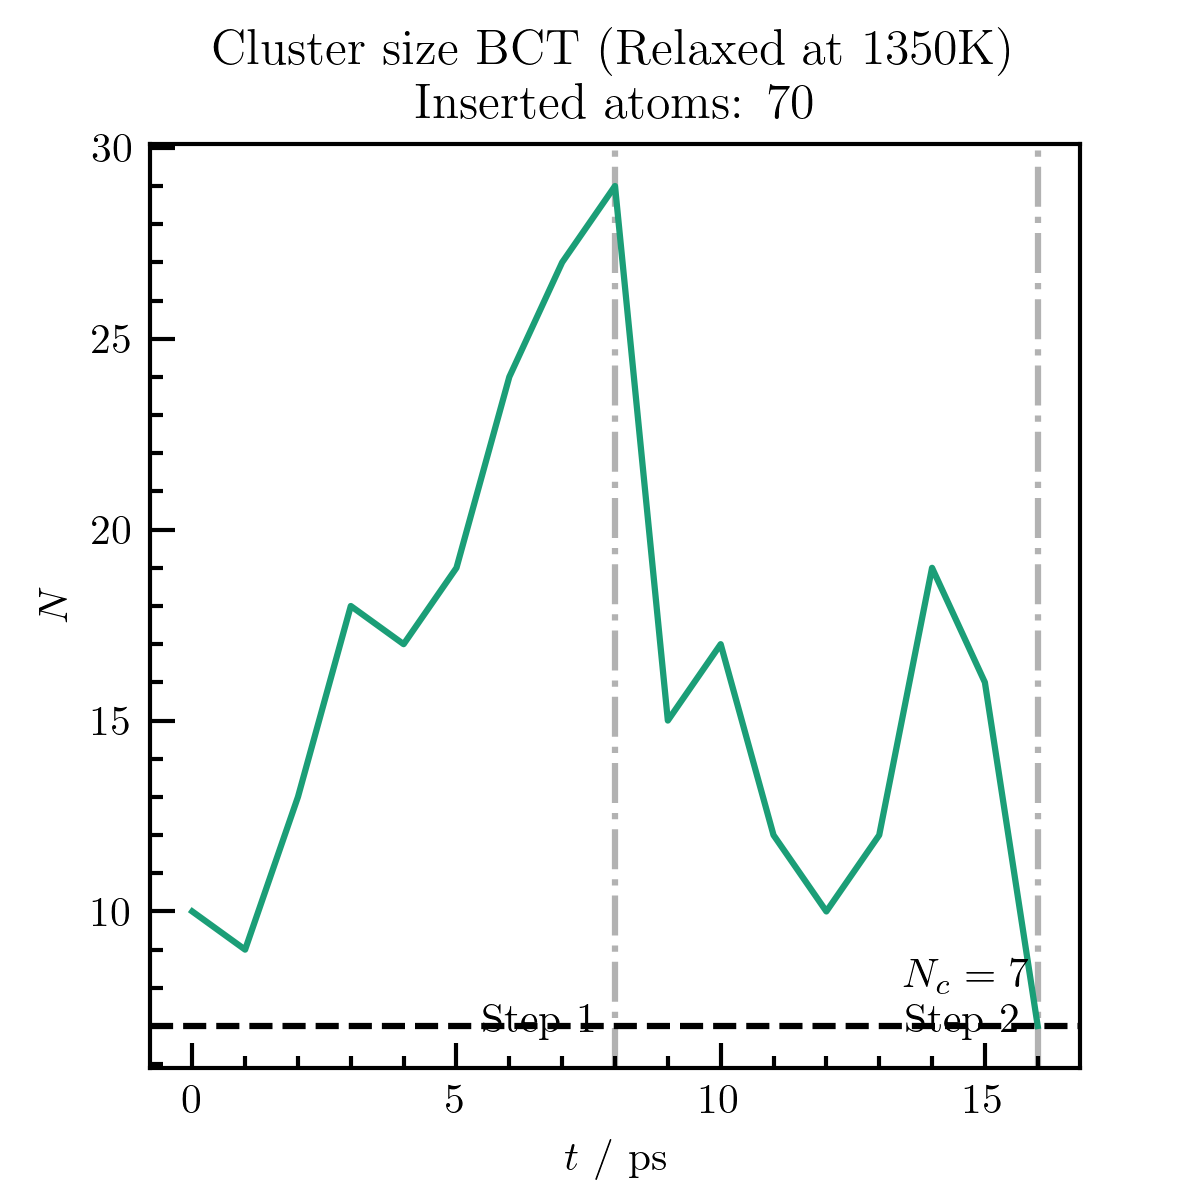 Cluster size BCT (Relaxed at 1350K)
Inserted atoms: 70
30
25
20
15
10
N
N_c = 7
Step 1
Step 2
0
5
10
15
t / ps